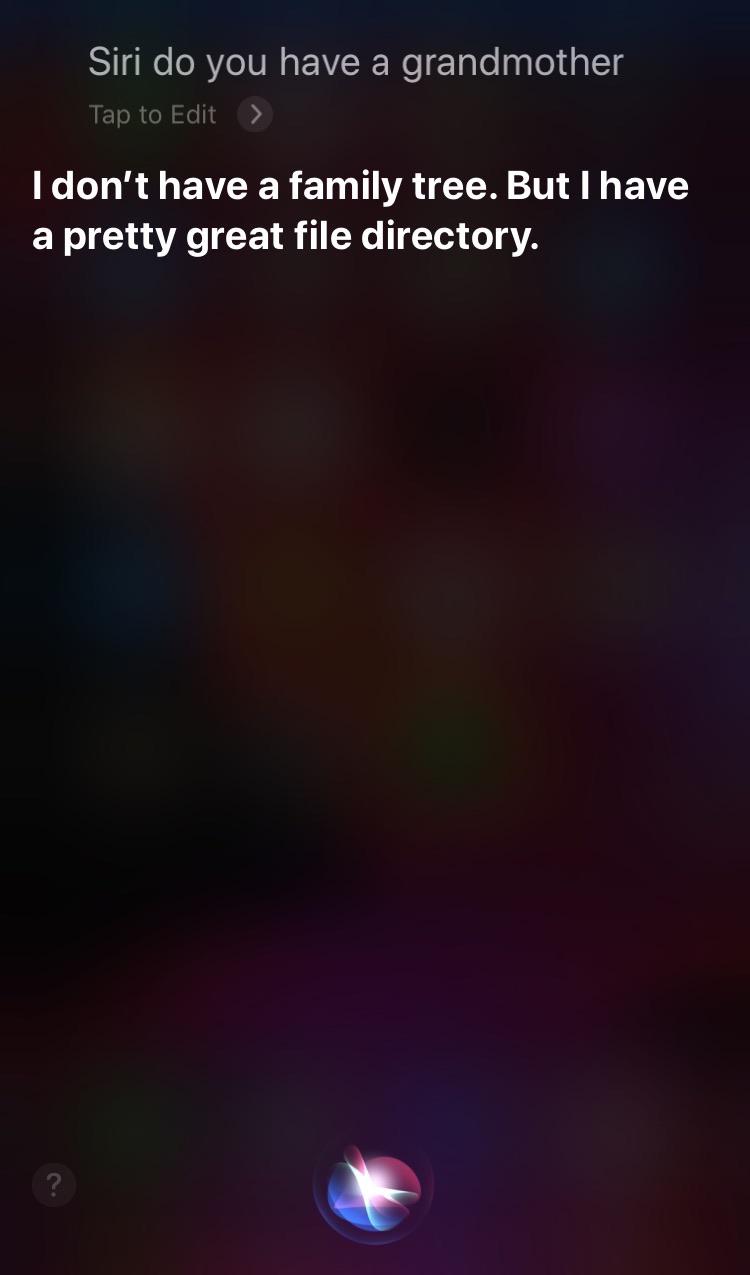 Siri do you have a grandmother
Tap to Edit
I don’t have a family tree. But I have
a pretty great file directory.
?